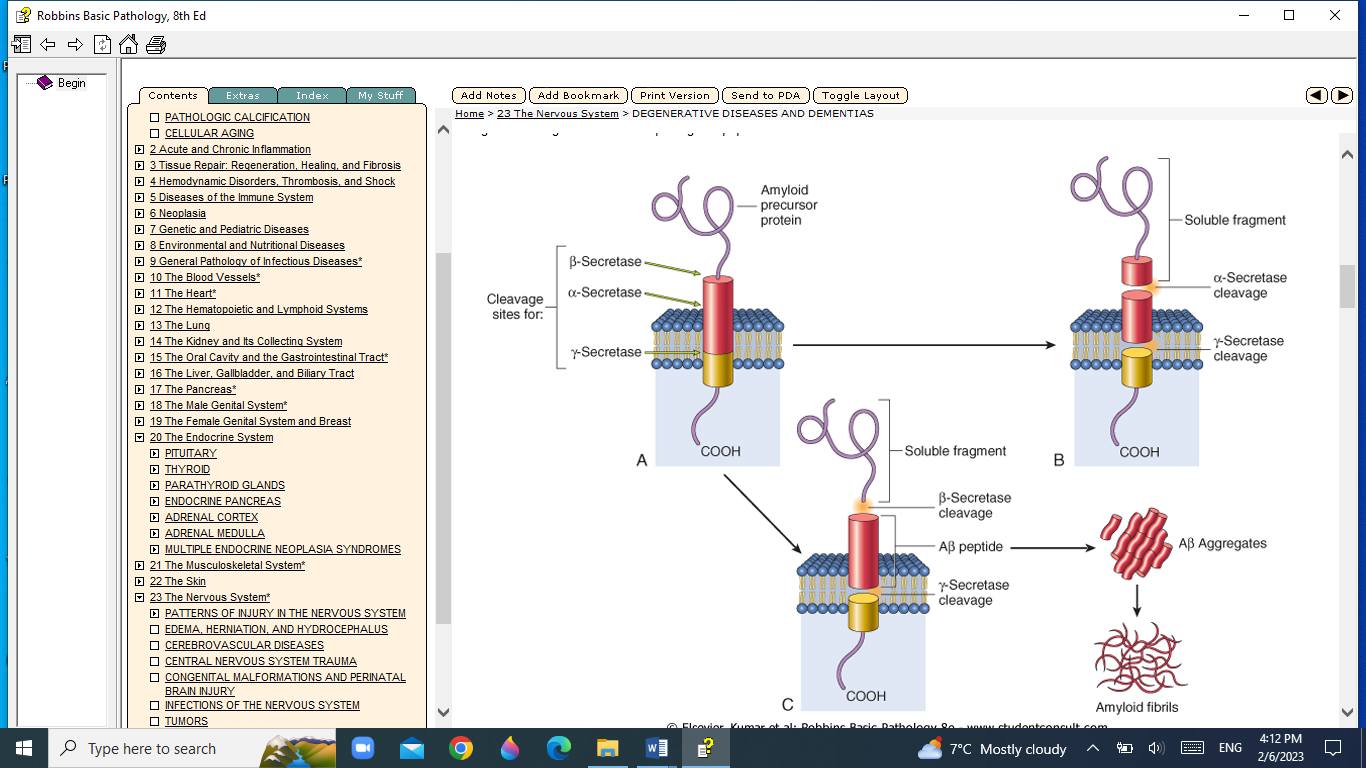 Robbins Basic Pathology, 8th Ed
Begin
Contents
Extras
Index
My Stuff
PATHOLOGIC CALCIFICATION
CELLULAR AGING
2 Acute and Chronic Inflammation
3 Tissue Repair: Regeneration, Healing, and Fibrosis
4 Hemodynamic Disorders, Thrombosis, and Shock
5 Diseases of the Immune System
6 Neoplasia
7 Genetic and Pediatric Diseases
8 Environmental and Nutritional Diseases
9 General Pathology of Infectious Diseases*
10 The Blood Vessels*
11 The Heart*
12 The Hematopoietic and Lymphoid Systems
13 The Lung
14 The Kidney and Its Collecting System
15 The Oral Cavity and the Gastrointestinal Tract*
16 The Liver, Gallbladder, and Biliary Tract
17 The Pancreas*
18 The Male Genital System*
19 The Female Genital System and Breast
20 The Endocrine System
PITUITARY
THYROID
PARATHYROID GLANDS
ENDOCRINE PANCREAS
ADRENAL CORTEX
ADRENAL MEDULLA
MULTIPLE ENDOCRINE NEOPLASIA SYNDROMES
21 The Musculoskeletal System*
22 The Skin
23 The Nervous System*
PATTERNS OF INJURY IN THE NERVOUS SYSTEM
EDEMA, HERNIATION, AND HYDROCEPHALUS
CEREBROVASCULAR DISEASES
CENTRAL NERVOUS SYSTEM TRAUMA
CONGENITAL MALFORMATIONS AND PERINATAL
BRAIN INJURY
INFECTIONS OF THE NERVOUS SYSTEM
TUMORS
Add Notes
Add Bookmark
Print Version
Send to PDA
Toggle Layout
Home > 23 The Nervous System > DEGENERATIVE DISEASES AND DEMENTIAS
Amyloid
precursor
protein
β-Secretase
α-Secretase
Cleavage
sites for:
γ-Secretase
COOH
A
Soluble fragment
α-Secretase
cleavage
γ-Secretase
cleavage
COOH
B
Soluble fragment
β-Secretase
cleavage
Aβ peptide
γ-Secretase
cleavage
COOH
C
Aβ Aggregates
Amyloid fibrils
© Elsevier. Kumar et al: Robbins Basic Pathology 8e - www.studentconsult.com
Type here to search
7°C Mostly cloudy
ENG
4:12 PM
2/6/2023